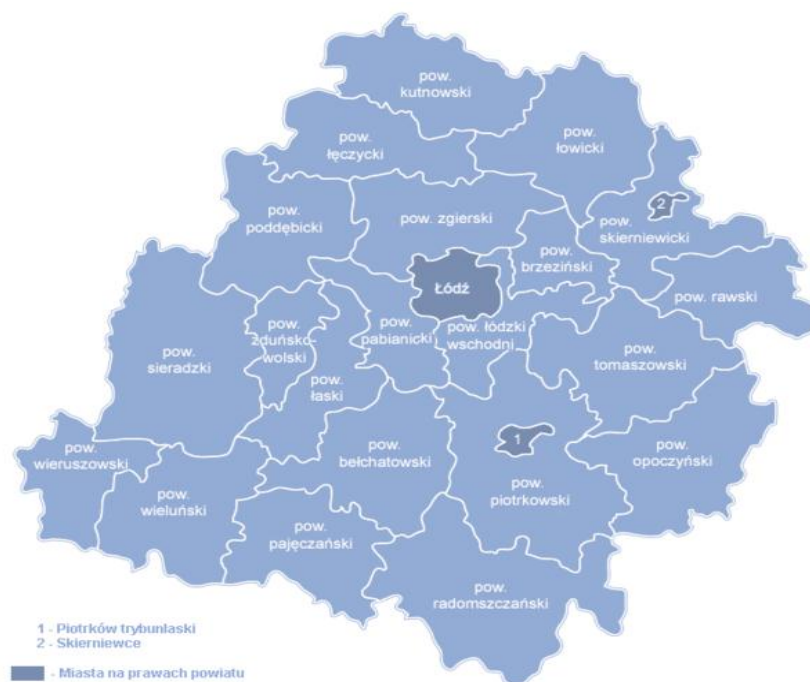 pow.
kutnowski
pow.
łęczycki
pow.
łowicki
2
pow.
poddębicki
pow. zgierski
pow.
skierniewicki
pow.
brzeziński
Łódź
pow. rawski
pow.
sieradzki
pow.
zduńsko-
wolski
pow.
pabianicki
pow. łódzki
wschodni
pow.
tomaszowski
pow.
łaski
pow.
wieruszowski
pow.
bełchatowski
1
pow.
opoczyński
pow.
wieluński
pow.
piotrkowski
pow.
pajęczański
pow.
radomszczański
1 - Piotrków trybunlaski
2 - Skierniewce
- Miasta na prawach powiatu